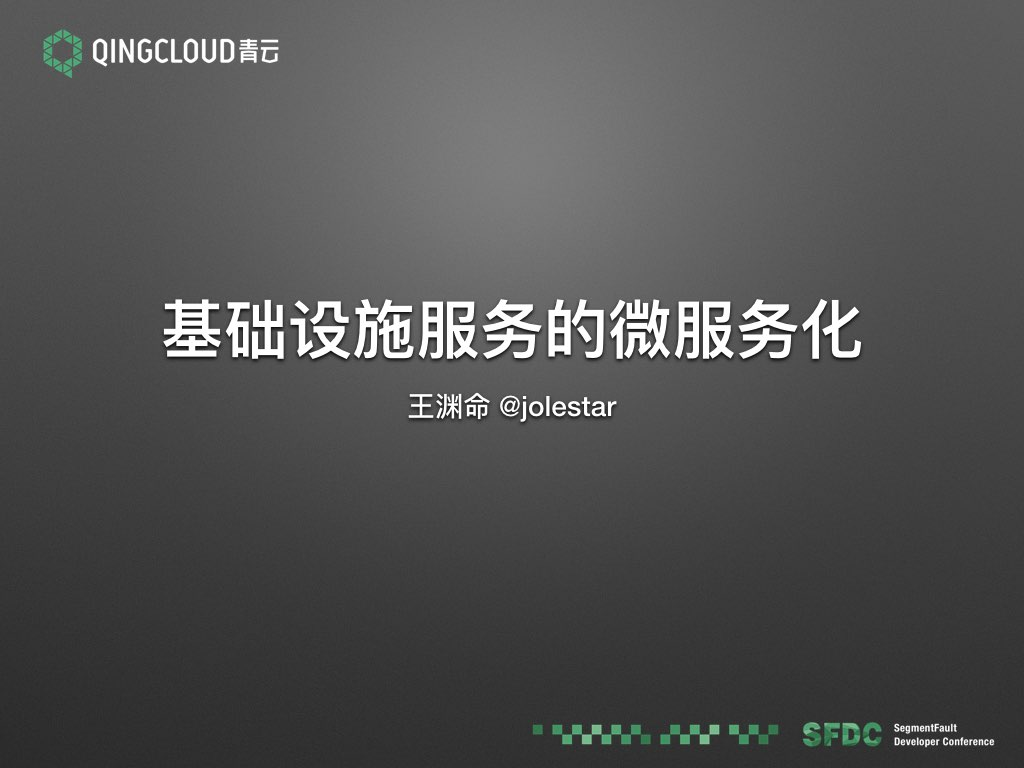 QINGCLOUD青云
基础设施服务的微服务化
王渊命 @jolestar
SFDC
SegmentFault
Developer Conference